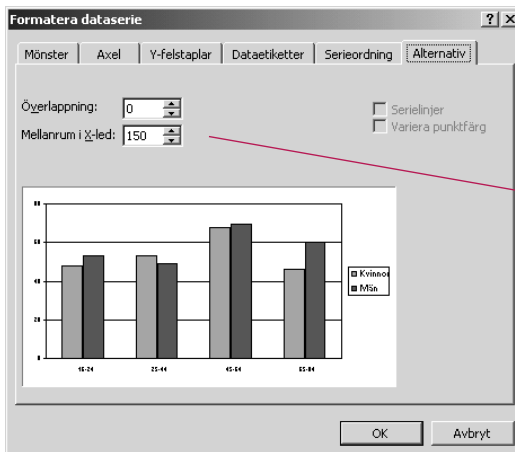 Formatera dataserie
Mönster Axel Y-felstaplar Dataetiketter Serieordning Alternativ
Överlappning: 0
Mellanrum i X-led: 150
Serielinjer
Variera punktfärg
80
60
40
20
0
16-24 25-44 45-64 65-84
Kvinnor
Män
OK Avbryt